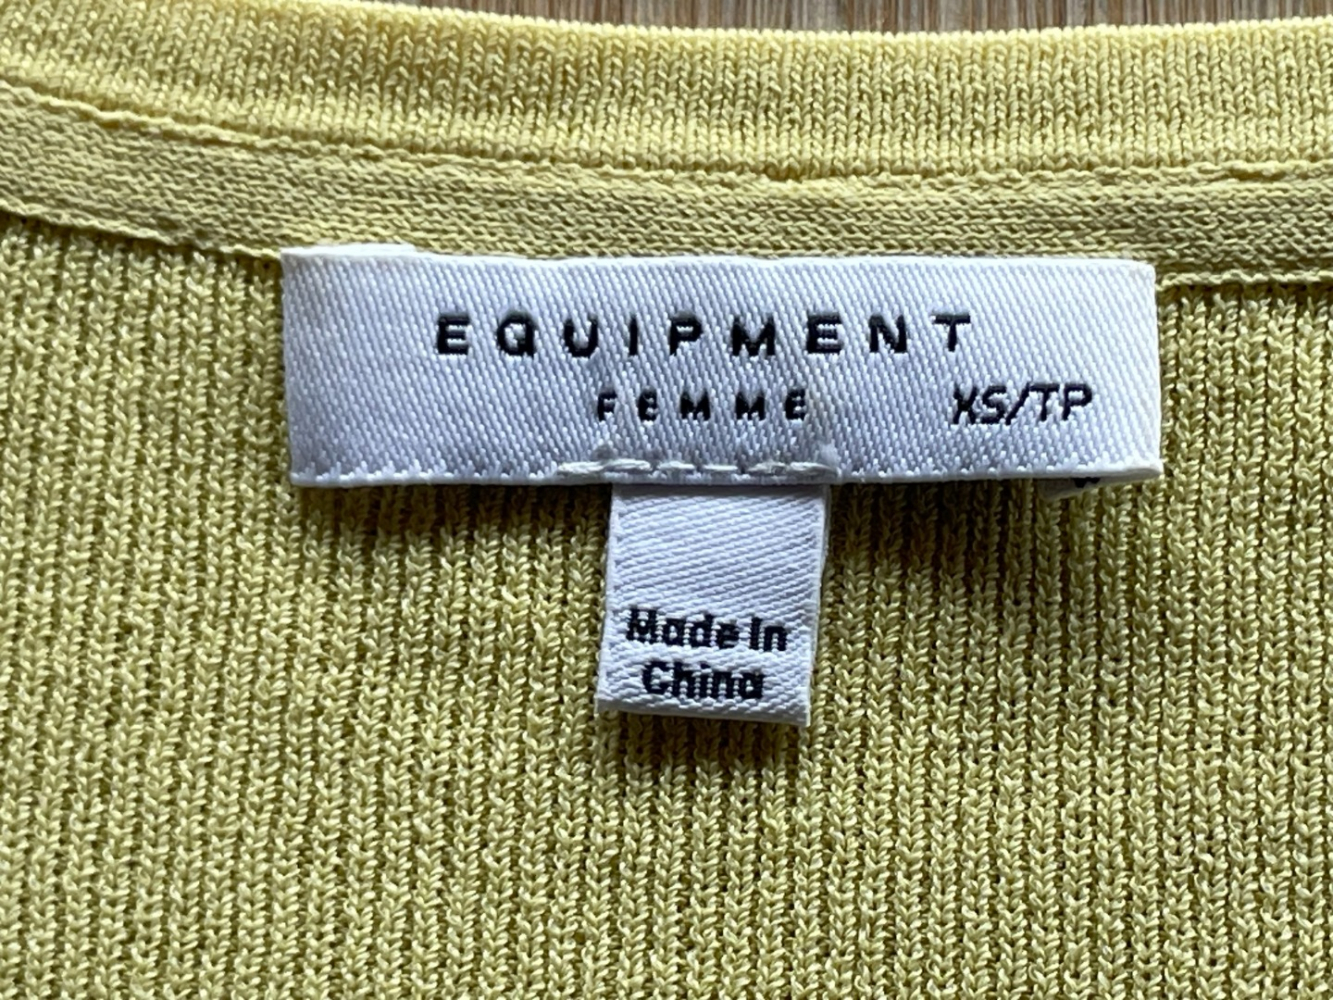 EQUIPMENT
FEMME XS/TP
Made In
China